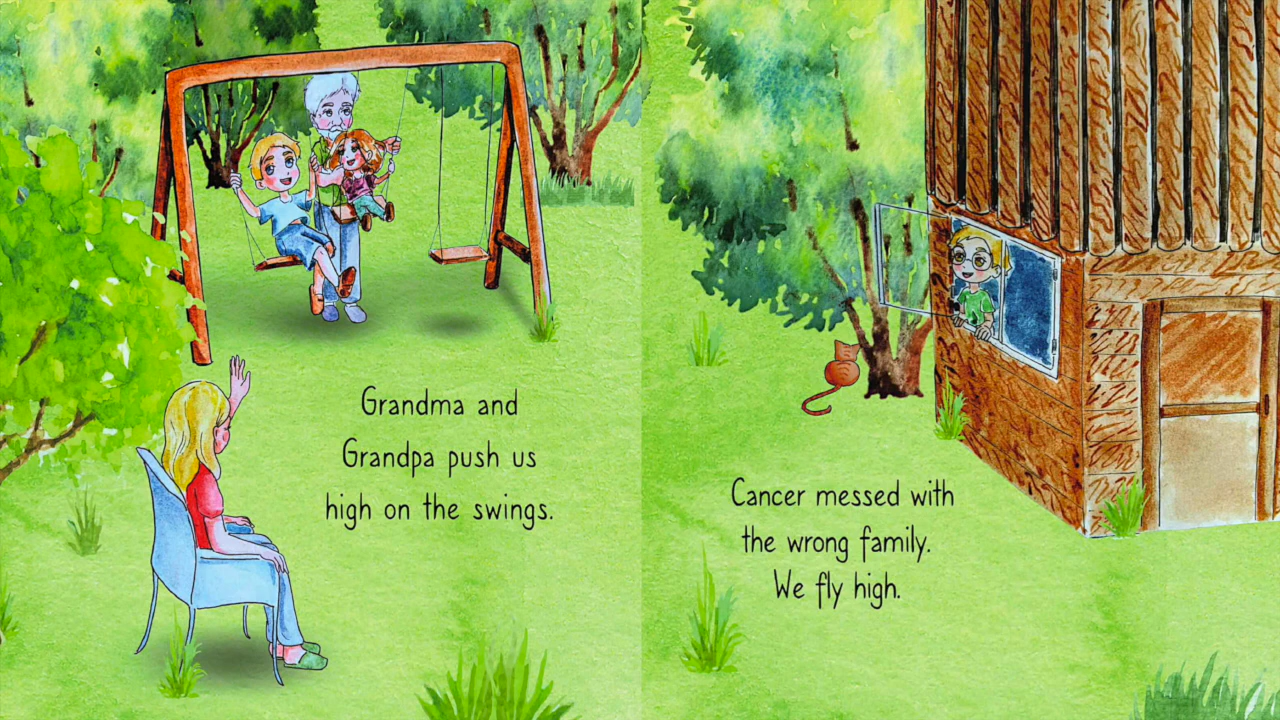 Grandma and
Grandpa push us
high on the swings.
Cancer messed with
the wrong family.
We fly high.